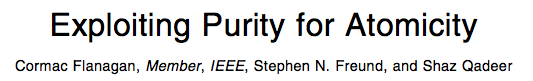 Exploiting Purity for Atomicity
Cormac Flanagan, Member, IEEE, Stephen N. Freund, and Shaz Qadeer